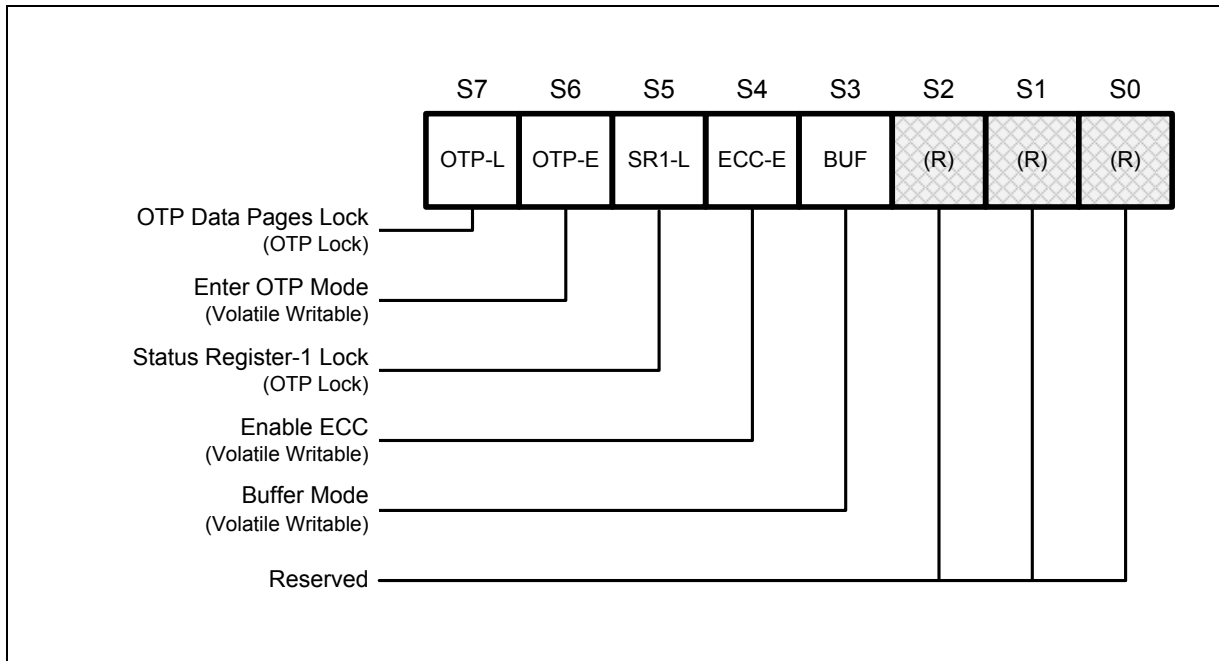 S7 S6 S5 S4 S3 S2 S1 S0
OTP-L OTP-E SR1-L ECC-E BUF (R) (R) (R)
OTP Data Pages Lock
(OTP Lock)
Enter OTP Mode
(Volatile Writable)
Status Register-1 Lock
(OTP Lock)
Enable ECC
(Volatile Writable)
Buffer Mode
(Volatile Writable)
Reserved